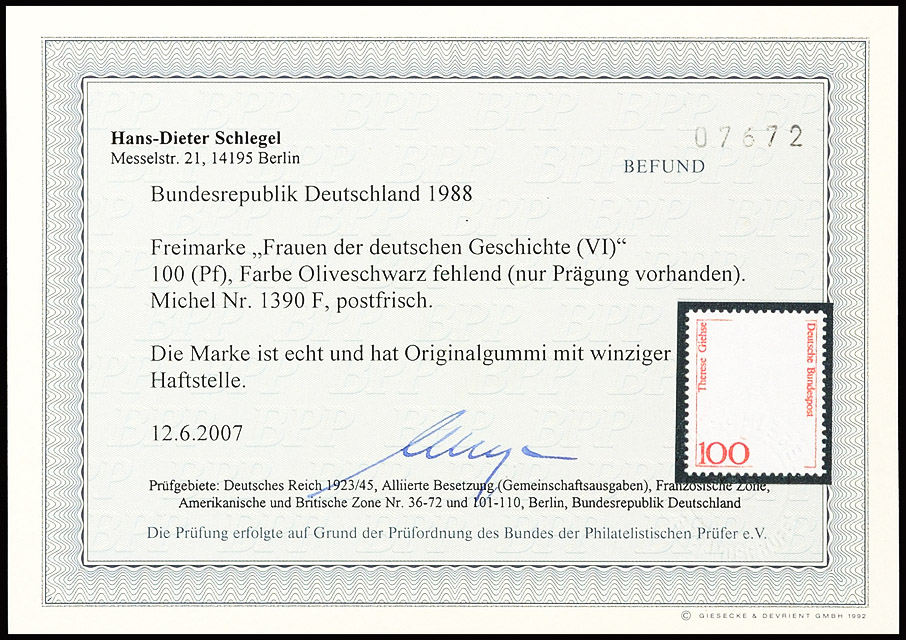 Hans-Dieter Schlegel
Messelstr. 21, 14195 Berlin
07672
BEFUND
Bundesrepublik Deutschland 1988
Freimarke „Frauen der deutschen Geschichte (VI)“
100 (Pf), Farbe Oliveschwarz fehlend (nur Prägung vorhanden).
Michel Nr. 1390 F, postfrisch.
Die Marke ist echt und hat Originalgummi mit winziger
Haftstelle.
12.6.2007
Therese Giehse
Deutsche Bundespost
100
Prüfgebiete: Deutsches Reich 1923/45, Alliierte Besetzung (Gemeinschaftsausgaben), Französische Zone,
Amerikanische und Britische Zone Nr. 36-72 und 101-110, Berlin, Bundesrepublik Deutschland
Die Prüfung erfolgte auf Grund der Prüfordnung des Bundes der Philatelistischen Prüfer e.V.
© GIESECKE & DEVRIENT GMBH 1992